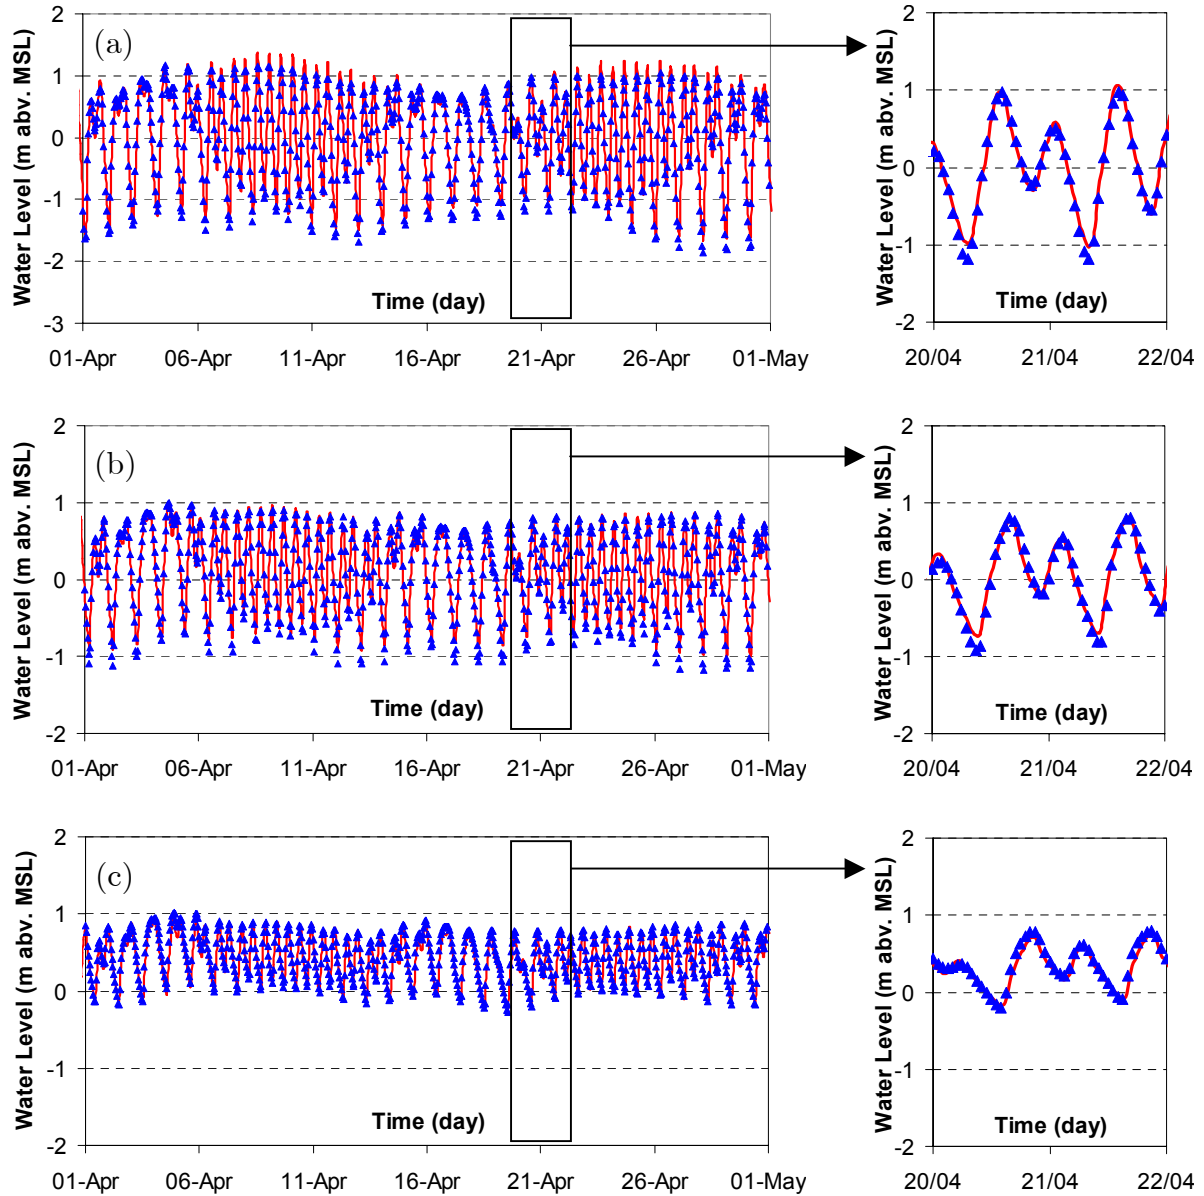 (a)
Water Level (m abv. MSL)
2
1
0
-1
-2
-3
Time (day)
01-Apr 06-Apr 11-Apr 16-Apr 21-Apr 26-Apr 01-May
Water Level (m abv. MSL)
2
1
0
-1
-2
Time (day)
20/04 21/04 22/04
(b)
Water Level (m abv. MSL)
2
1
0
-1
-2
Time (day)
01-Apr 06-Apr 11-Apr 16-Apr 21-Apr 26-Apr 01-May
Water Level (m abv. MSL)
2
1
0
-1
-2
Time (day)
20/04 21/04 22/04
(c)
Water Level (m abv. MSL)
2
1
0
-1
-2
Time (day)
01-Apr 06-Apr 11-Apr 16-Apr 21-Apr 26-Apr 01-May
Water Level (m abv. MSL)
2
1
0
-1
-2
Time (day)
20/04 21/04 22/04